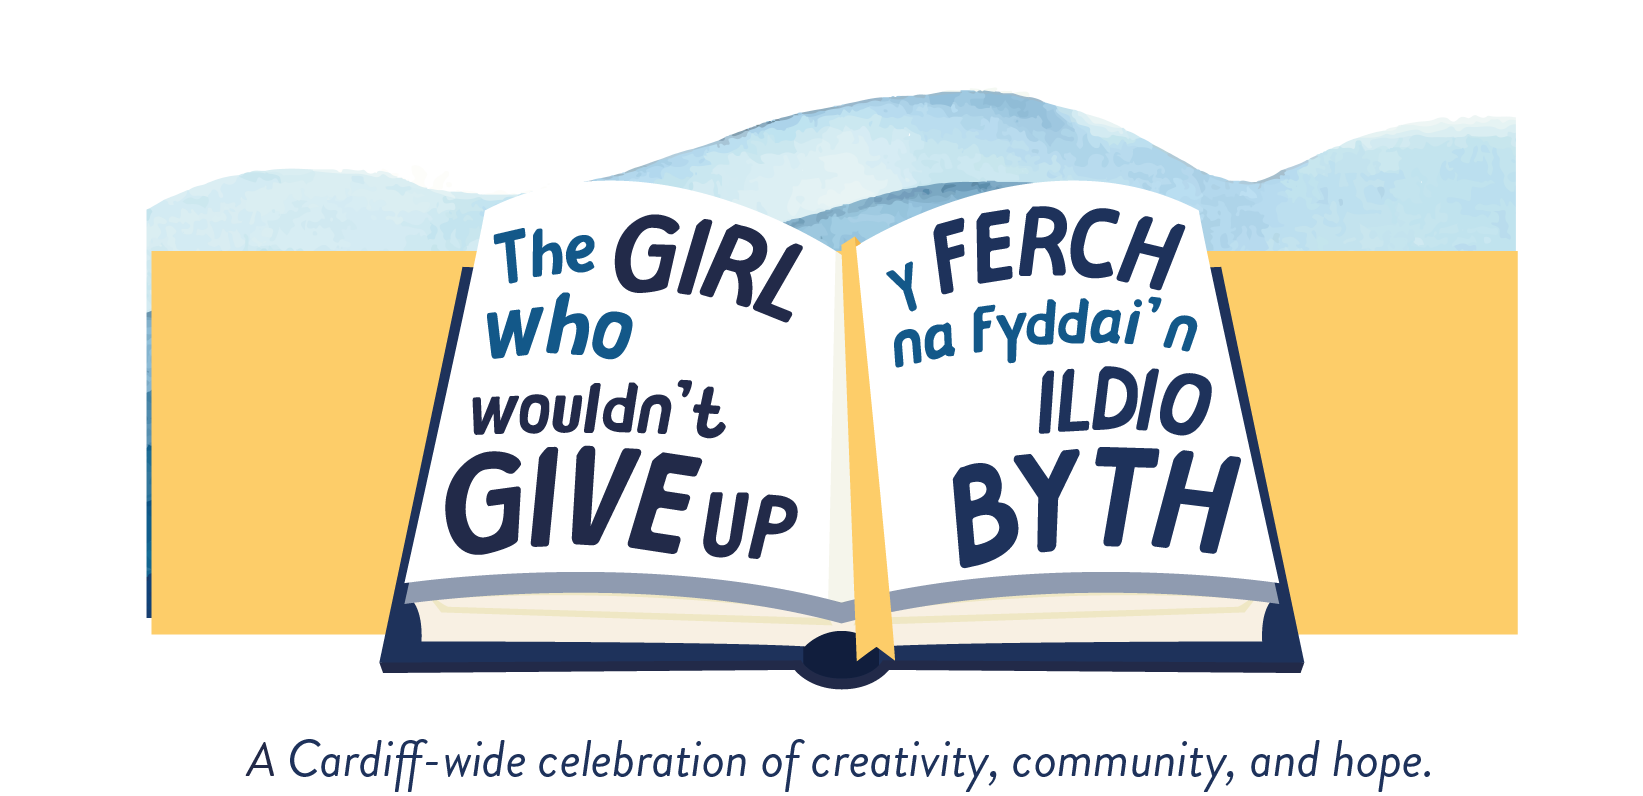 The GIRL
who
wouldn't
GIVE UP
Y FERCH
na Fyddai'n
ILDIO
BYTH
A Cardiff-wide celebration of creativity, community, and hope.